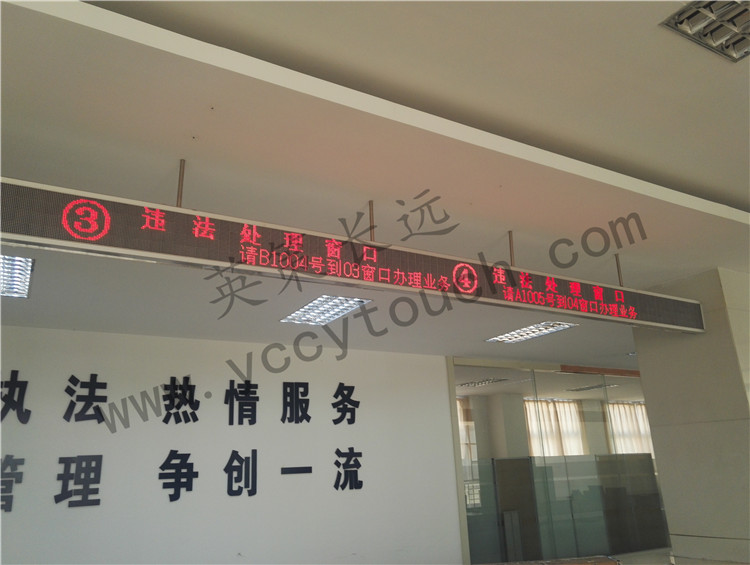 ③ 违法处理窗口
请B1004号到03窗口办理业务
④ 违法处理窗口
请A1005号到04窗口办理业务
执法 热情服务
管理 争创一流
英策长远
www.yccytouch.com